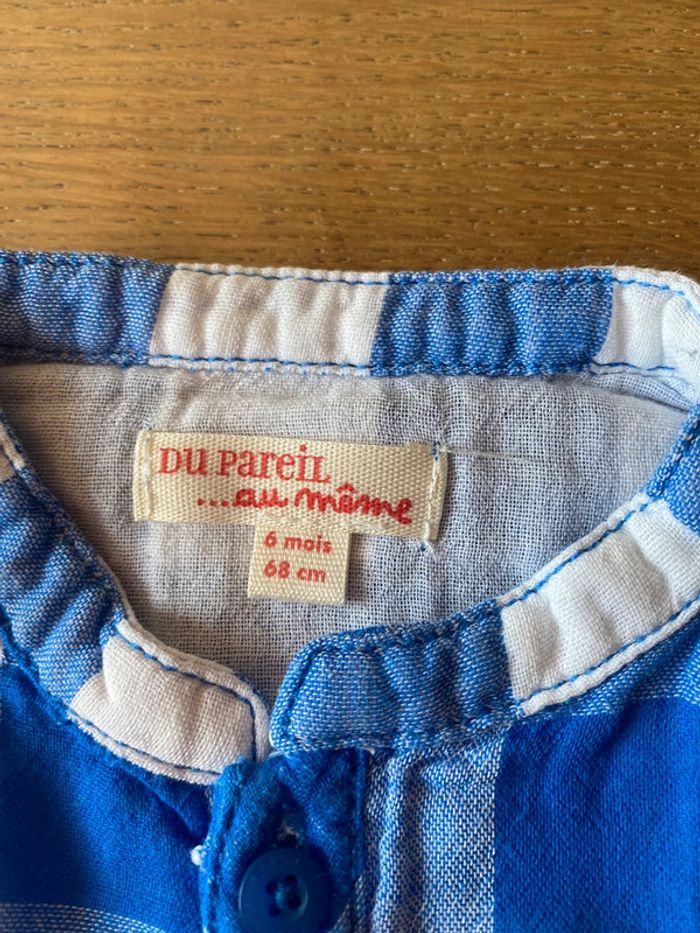 DU PAREIL
...au même
6 mois
68 cm